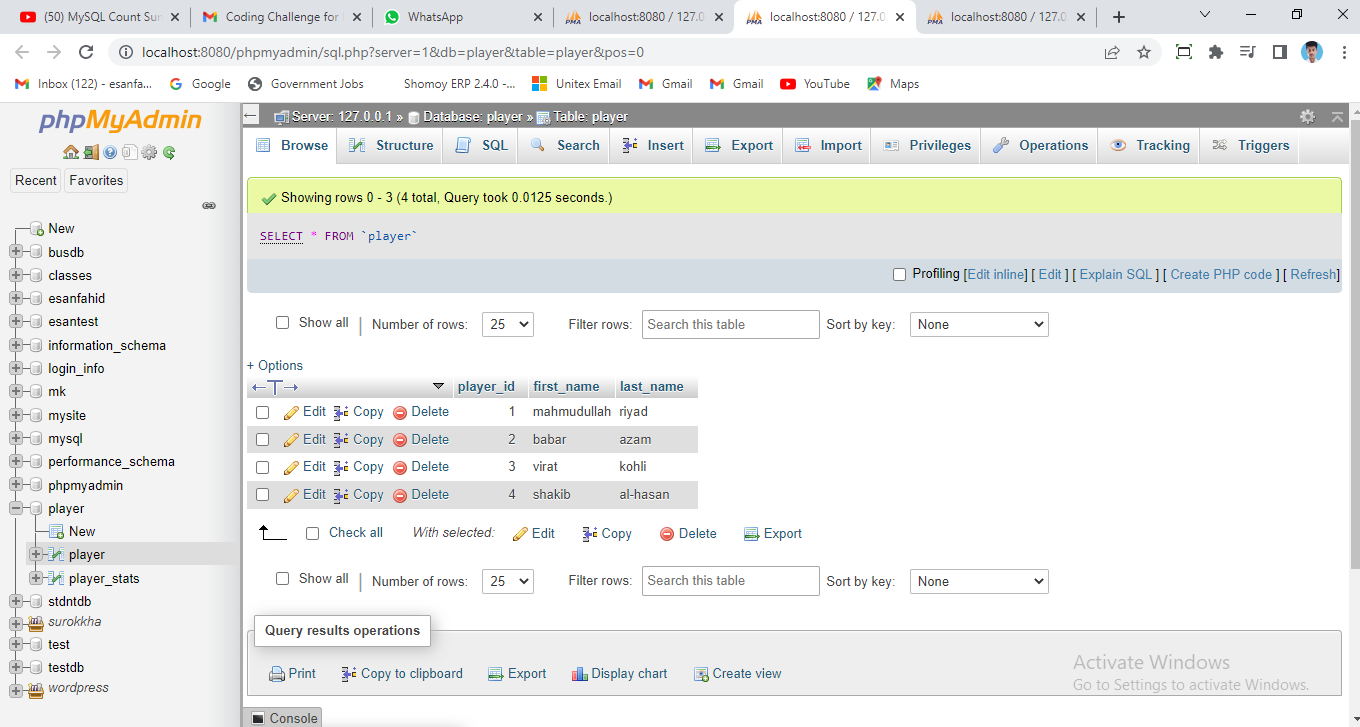 (50) MySQL Count Sum
Coding Challenge for
WhatsApp
localhost:8080 / 127.0
localhost:8080 / 127.0
localhost:8080 / 127.0
localhost:8080/phpmyadmin/sql.php?server=1&db=player&table=player&pos=0
Inbox (122) - esanfa...
Google
Government Jobs
Shomoy ERP 2.4.0 -...
Unitex Email
Gmail
Gmail
YouTube
Maps
phpMyAdmin
Recent
Favorites
New
busdb
classes
esanfahid
esantest
information_schema
login_info
mk
mysite
mysql
performance_schema
phpmyadmin
player
New
player
player_stats
stdntdb
surokkha
test
testdb
wordpress
Server: 127.0.0.1 » Database: player » Table: player
Browse Structure SQL Search Insert Export Import Privileges Operations Tracking Triggers
Showing rows 0 - 3 (4 total, Query took 0.0125 seconds.)
SELECT * FROM `player`
Profiling [Edit inline] [ Edit ] [ Explain SQL ] [ Create PHP code ] [ Refresh]
Show all | Number of rows: 25 Filter rows: Search this table Sort by key: None
+ Options
←T→ player_id first_name last_name
Edit Copy Delete 1 mahmudullah riyad
Edit Copy Delete 2 babar azam
Edit Copy Delete 3 virat kohli
Edit Copy Delete 4 shakib al-hasan
Check all With selected: Edit Copy Delete Export
Show all | Number of rows: 25 Filter rows: Search this table Sort by key: None
Query results operations
Print Copy to clipboard Export Display chart Create view
Activate Windows
Go to Settings to activate Windows.
Console